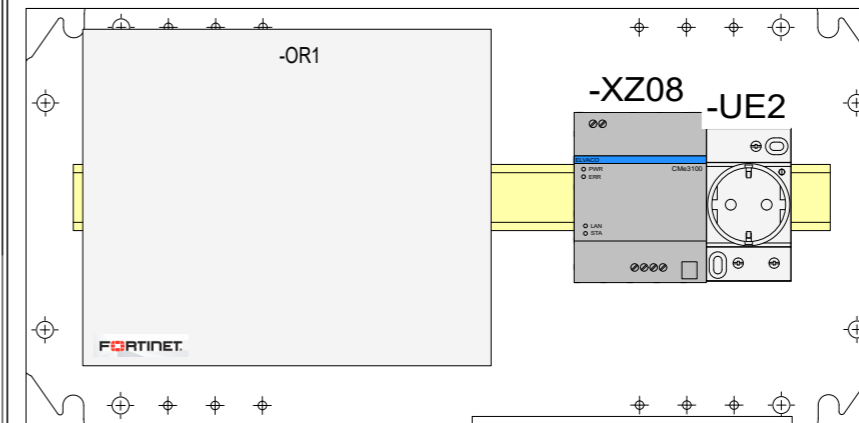 -OR1
-XZ08
-UE2
ELVACO
PWR
CMe3100
ERR
LAN
STA
FORTINET